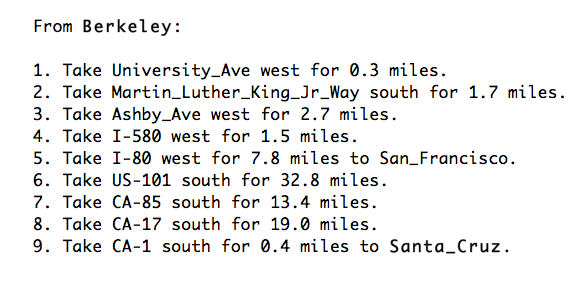 From Berkeley:
1. Take University_Ave west for 0.3 miles.
2. Take Martin_Luther_King_Jr_Way south for 1.7 miles.
3. Take Ashby_Ave west for 2.7 miles.
4. Take I-580 west for 1.5 miles.
5. Take I-80 west for 7.8 miles to San_Francisco.
6. Take US-101 south for 32.8 miles.
7. Take CA-85 south for 13.4 miles.
8. Take CA-17 south for 19.0 miles.
9. Take CA-1 south for 0.4 miles to Santa_Cruz.